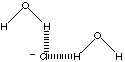 O
H H O
− Cl H H